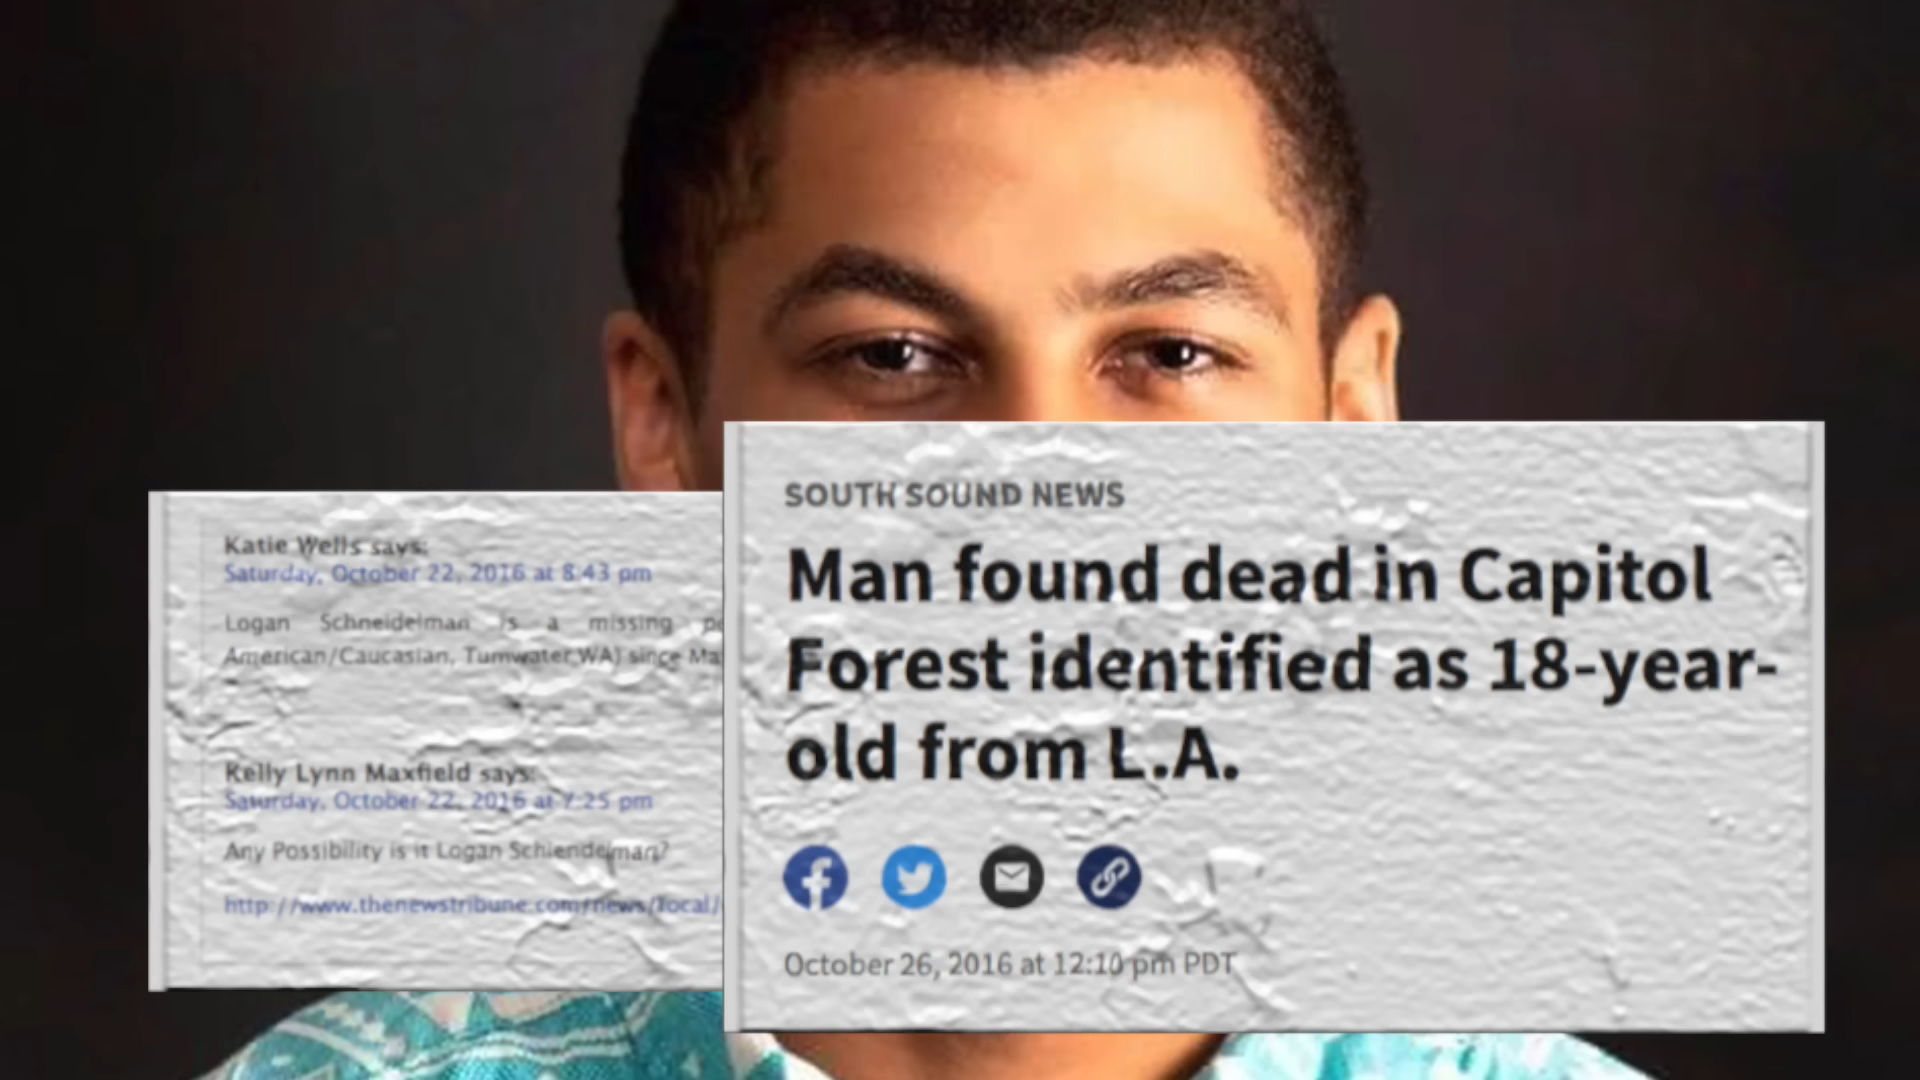 Katie Wells says:
Saturday, October 22, 2016 at 8:43 pm
Logan Schneidelman is a missing
American/Caucasian, Tumwater,WA) since
Kelly Lynn Maxfield says:
Saturday, October 22, 2016 at 7:25 pm
Any Possibility is it Logan Schiendelman?
http://www.thenewstribune.com/news/local/
SOUTH SOUND NEWS
Man found dead in Capitol
Forest identified as 18-year-
old from L.A.
October 26, 2016 at 12:10 pm PDT